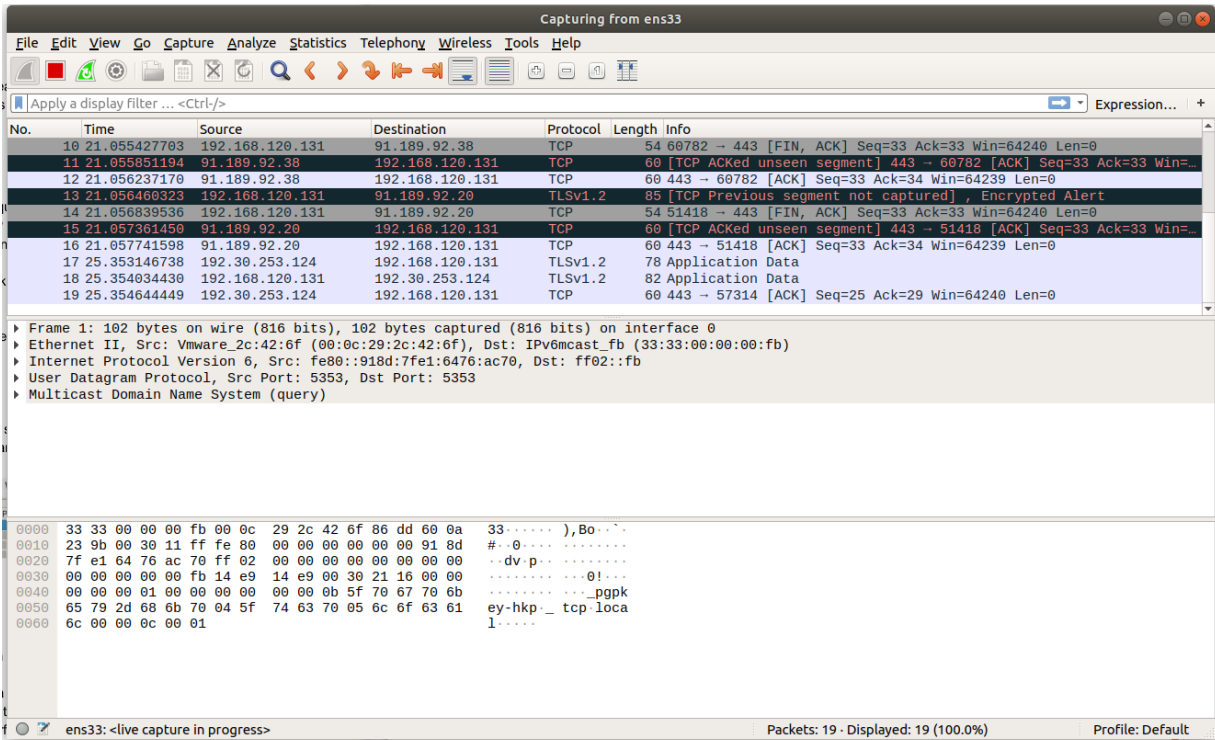 Capturing from ens33
File Edit View Go Capture Analyze Statistics Telephony Wireless Tools Help
Apply a display filter … <Ctrl-/> Expression… +
No. Time Source Destination Protocol Length Info
10 21.055427703 192.168.120.131 91.189.92.38 TCP 54 60782 → 443 [FIN, ACK] Seq=33 Ack=33 Win=64240 Len=0
11 21.055851194 91.189.92.38 192.168.120.131 TCP 60 [TCP ACKed unseen segment] 443 → 60782 [ACK] Seq=33 Ack=33 Win=…
12 21.056237170 91.189.92.38 192.168.120.131 TCP 60 443 → 60782 [ACK] Seq=33 Ack=34 Win=64239 Len=0
13 21.056460323 192.168.120.131 91.189.92.20 TLSv1.2 85 [TCP Previous segment not captured] , Encrypted Alert
14 21.056839536 192.168.120.131 91.189.92.20 TCP 54 51418 → 443 [FIN, ACK] Seq=33 Ack=33 Win=64240 Len=0
15 21.057361450 91.189.92.20 192.168.120.131 TCP 60 [TCP ACKed unseen segment] 443 → 51418 [ACK] Seq=33 Ack=33 Win=…
16 21.057741598 91.189.92.20 192.168.120.131 TCP 60 443 → 51418 [ACK] Seq=33 Ack=34 Win=64239 Len=0
17 25.353146738 192.30.253.124 192.168.120.131 TLSv1.2 78 Application Data
18 25.354034430 192.168.120.131 192.30.253.124 TLSv1.2 82 Application Data
19 25.354644449 192.30.253.124 192.168.120.131 TCP 60 443 → 57314 [ACK] Seq=25 Ack=29 Win=64240 Len=0
Frame 1: 102 bytes on wire (816 bits), 102 bytes captured (816 bits) on interface 0
Ethernet II, Src: Vmware_2c:42:6f (00:0c:29:2c:42:6f), Dst: IPv6mcast_fb (33:33:00:00:00:fb)
Internet Protocol Version 6, Src: fe80::918d:7fe1:6476:ac70, Dst: ff02::fb
User Datagram Protocol, Src Port: 5353, Dst Port: 5353
Multicast Domain Name System (query)
0000 33 33 00 00 00 fb 00 0c 29 2c 42 6f 86 dd 60 0a 33······ ),Bo··`·
0010 23 9b 00 30 11 ff fe 80 00 00 00 00 00 00 91 8d #··0···· ········
0020 7f e1 64 76 ac 70 ff 02 00 00 00 00 00 00 00 00 ··dv·p·· ········
0030 00 00 00 00 00 fb 14 e9 14 e9 00 30 21 16 00 00 ········ ···0!···
0040 00 00 00 01 00 00 00 00 00 00 0b 5f 70 67 70 6b ········ ···_pgpk
0050 65 79 2d 68 6b 70 04 5f 74 63 70 05 6c 6f 63 61 ey-hkp·_ tcp·loca
0060 6c 00 00 0c 00 01 l·····
ens33: <live capture in progress> Packets: 19 · Displayed: 19 (100.0%) Profile: Default